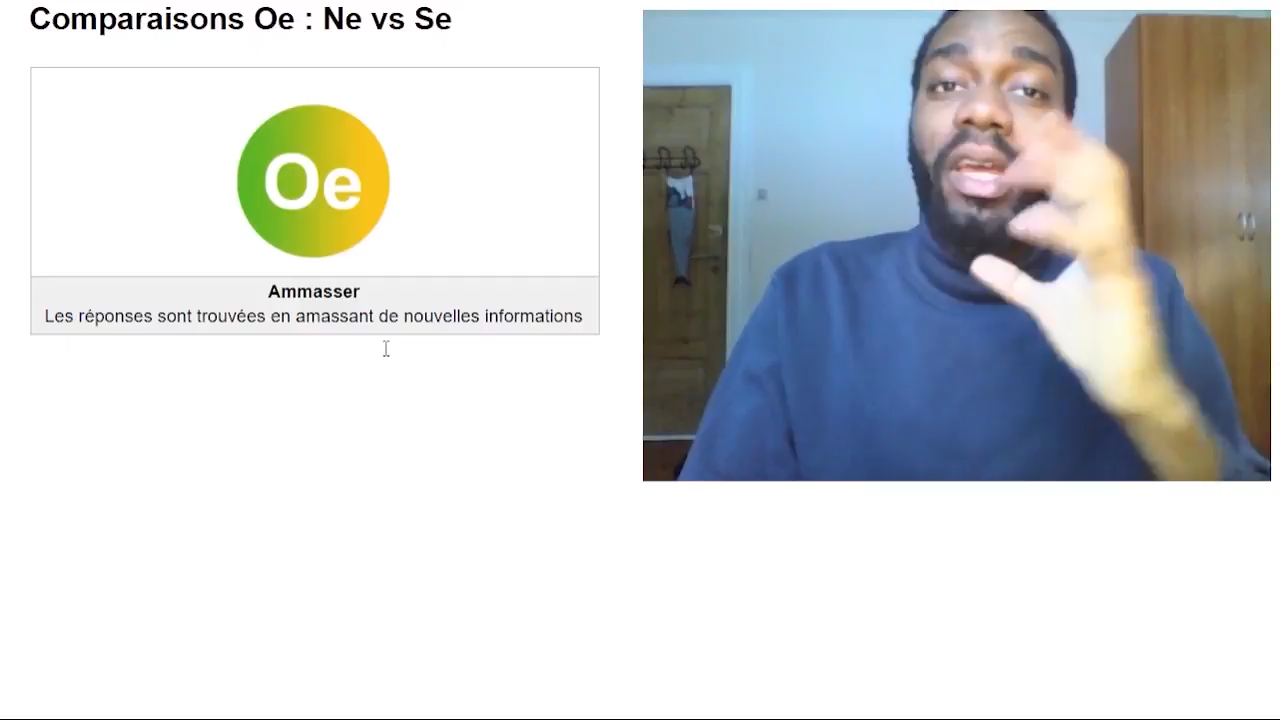 Comparaisons Oe : Ne vs Se
Oe
Ammasser
Les réponses sont trouvées en amassant de nouvelles informations